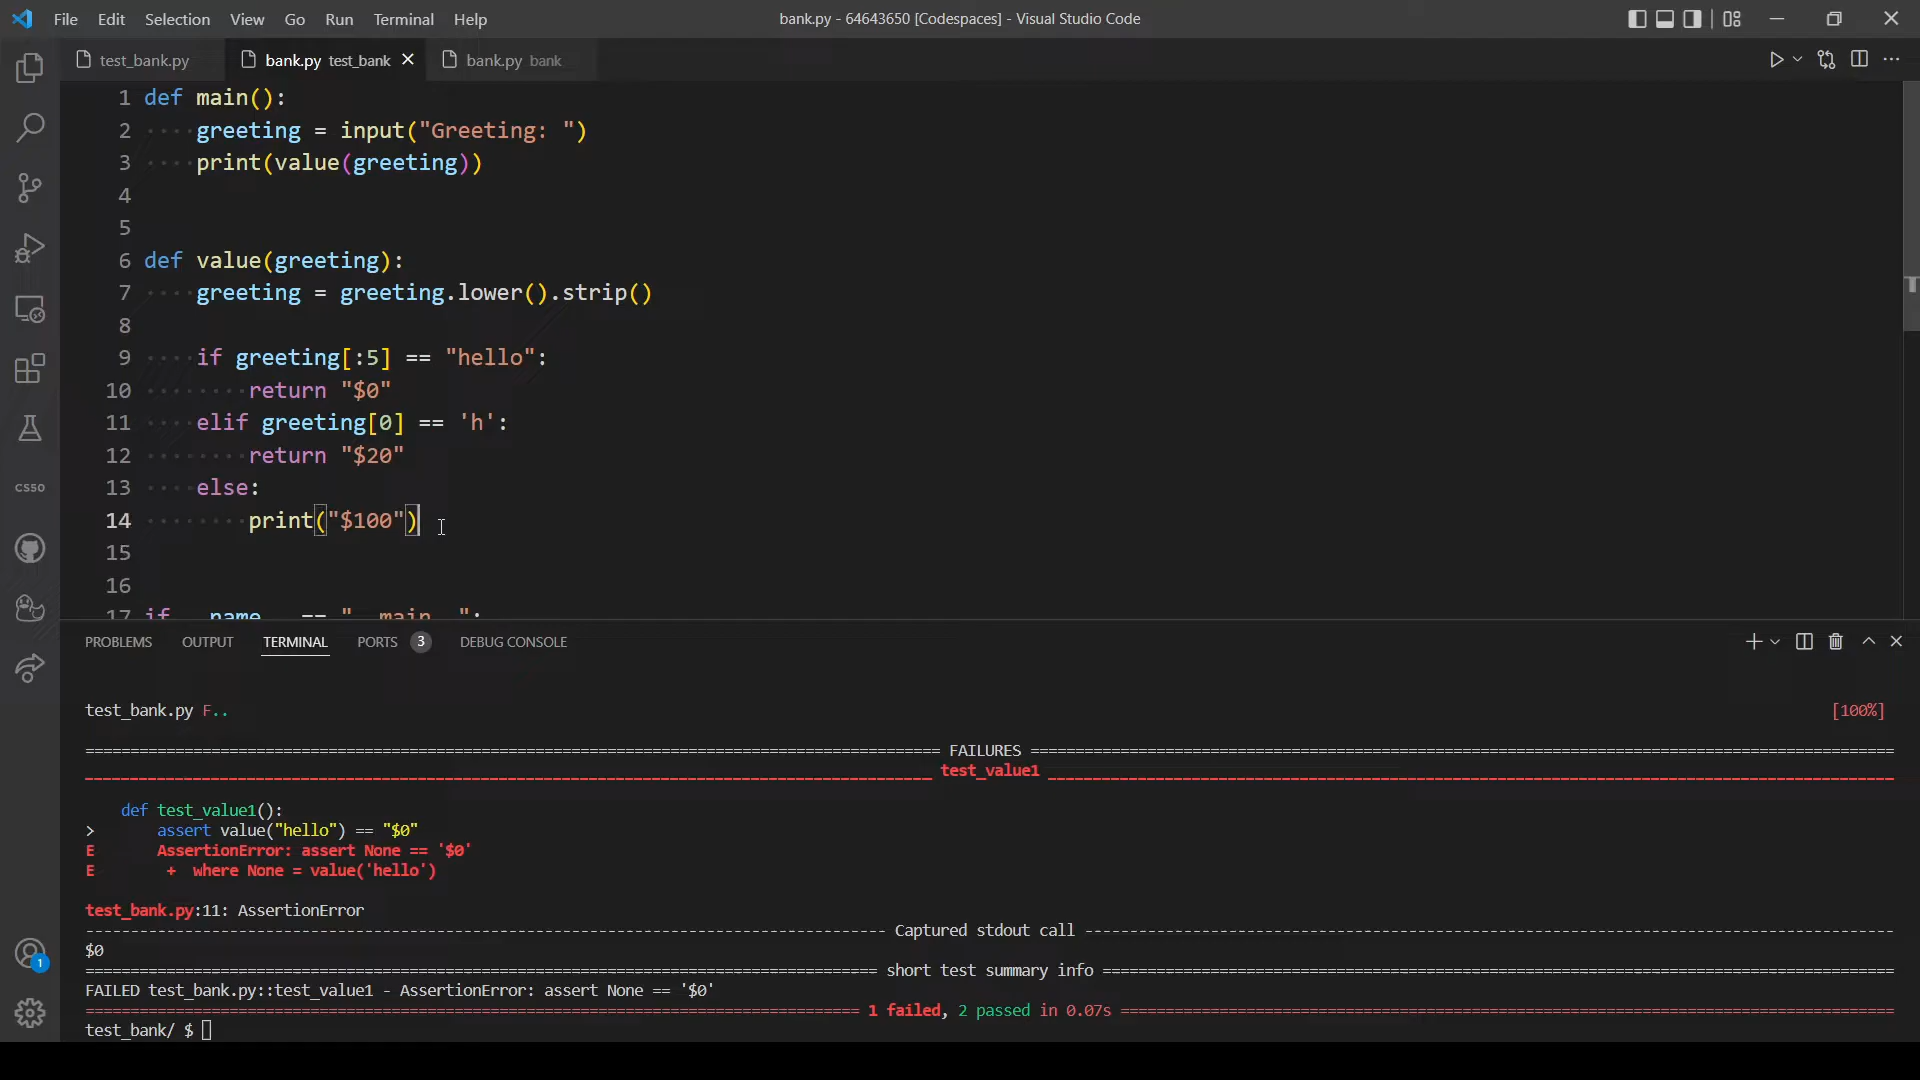 File Edit Selection View Go Run Terminal Help
bank.py - 64643650 [Codespaces] - Visual Studio Code
test_bank.py
bank.py test_bank
bank.py bank
1 def main():
2 greeting = input("Greeting: ")
3 print(value(greeting))
4
5
6 def value(greeting):
7 greeting = greeting.lower().strip()
8
9 if greeting[:5] == "hello":
10 return "$0"
11 elif greeting[0] == 'h':
12 return "$20"
13 else:
14 print("$100")
15
16
17 if __name__ == "__main__":
CS50
1
PROBLEMS OUTPUT TERMINAL PORTS 3 DEBUG CONSOLE
test_bank.py F.. [100%]
=== FAILURES ===
___ test_value1 ___
def test_value1():
> assert value("hello") == "$0"
E AssertionError: assert None == '$0'
E + where None = value('hello')
test_bank.py:11: AssertionError
--- Captured stdout call ---
$0
=== short test summary info ===
FAILED test_bank.py::test_value1 - AssertionError: assert None == '$0'
=== 1 failed, 2 passed in 0.07s ===
test_bank/ $